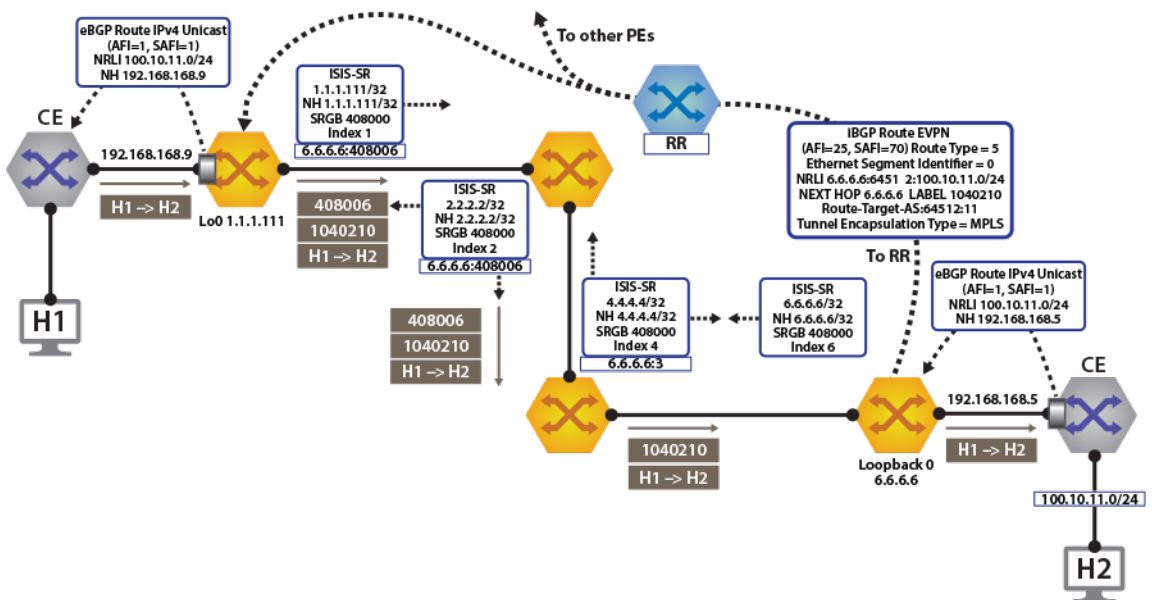 eBGP Route IPv4 Unicast
(AFI=1, SAFI=1)
NRLI 100.10.11.0/24
NH 192.168.168.9
To other PEs
ISIS-SR
1.1.1.111/32
NH 1.1.1.111/32
SRGB 408000
Index 1
6.6.6.6:408006
CE
RR
iBGP Route EVPN
(AFI=25, SAFI=70) Route Type = 5
Ethernet Segment Identifier = 0
NRLI 6.6.6.6:6451 2:100.10.11.0/24
NEXT HOP 6.6.6.6 LABEL 1040210
Route-Target-AS:64512:11
Tunnel Encapsulation Type = MPLS
192.168.168.9
H1 -> H2
Lo0 1.1.1.111
408006
1040210
H1 -> H2
ISIS-SR
2.2.2.2/32
NH 2.2.2.2/32
SRGB 408000
Index 2
6.6.6.6:408006
To RR
eBGP Route IPv4 Unicast
(AFI=1, SAFI=1)
NRLI 100.10.11.0/24
NH 192.168.168.5
H1
408006
1040210
H1 -> H2
ISIS-SR
4.4.4.4/32
NH 4.4.4.4/32
SRGB 408000
Index 4
6.6.6.6:3
ISIS-SR
6.6.6.6/32
NH 6.6.6.6/32
SRGB 408000
Index 6
CE
192.168.168.5
1040210
H1 -> H2
H1 -> H2
Loopback 0
6.6.6.6
100.10.11.0/24
H2